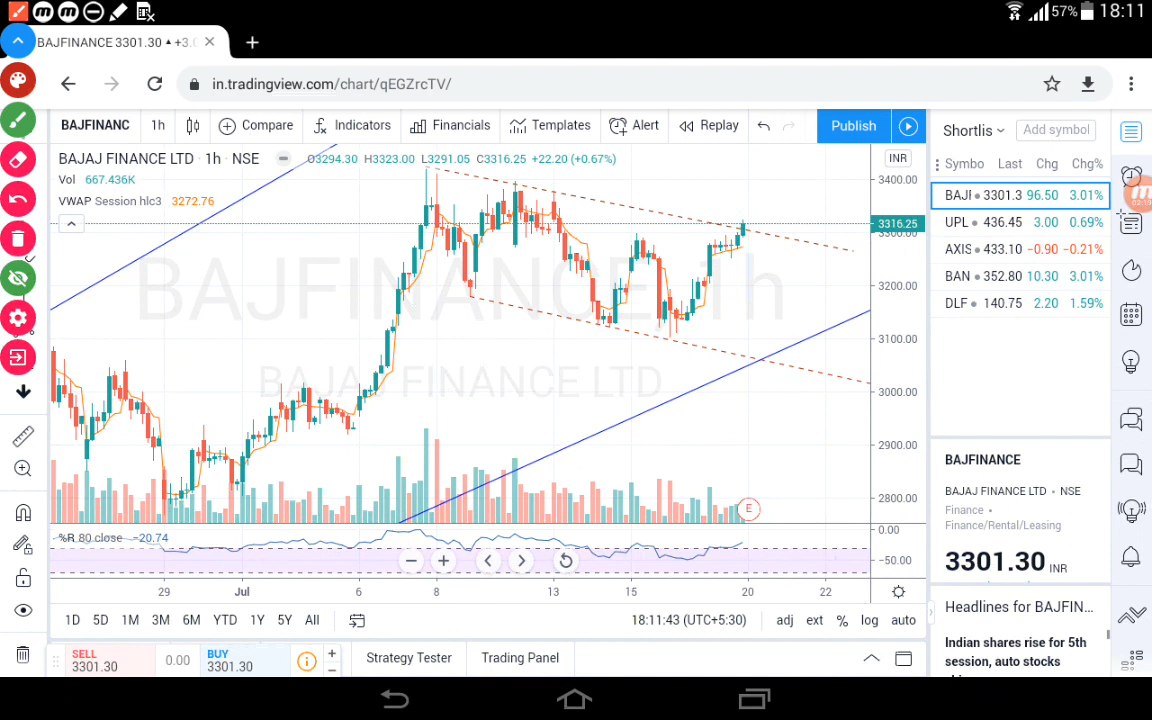 57% 18:11
BAJFINANCE 3301.30 ▲ +3.0
in.tradingview.com/chart/qEGZrcTV/
BAJFINANC 1h Compare Indicators Financials Templates Alert Replay Publish
Shortlis Add symbol
BAJAJ FINANCE LTD · 1h · NSE O3294.30 H3323.00 L3291.05 C3316.25 +22.20 (+0.67%)
Vol 667.436K
VWAP Session hlc3 3272.76
INR
3400.00
3316.25
3300.00
3200.00
3100.00
3000.00
2900.00
2800.00
BAJFINANCE, 1h
BAJAJ FINANCE LTD
E
%R 80 close −20.74
0.00
−50.00
29 Jul 6 8 13 15 20 22
1D 5D 1M 3M 6M YTD 1Y 5Y All 18:11:43 (UTC+5:30) adj ext % log auto
SELL
3301.30
0.00
BUY
3301.30
Strategy Tester Trading Panel
Symbo Last Chg Chg%
BAJI 3301.3 96.50 3.01%
UPL 436.45 3.00 0.69%
AXIS 433.10 −0.90 −0.21%
BAN 352.80 10.30 3.01%
DLF 140.75 2.20 1.59%
BAJFINANCE
BAJAJ FINANCE LTD • NSE
Finance •
Finance/Rental/Leasing
3301.30 INR
Headlines for BAJFIN...
Indian shares rise for 5th
session, auto stocks